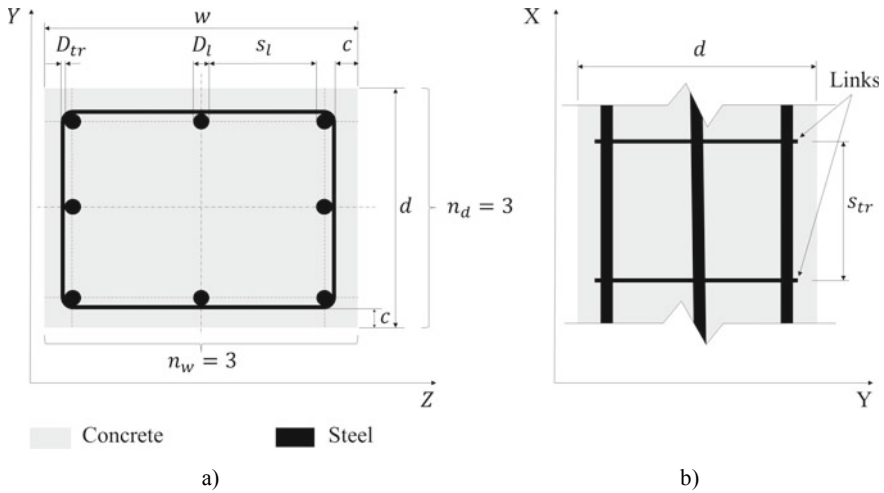 Y
w
D_tr
D_l
s_l
c
d
n_d = 3
c
n_w = 3
Z
Concrete
Steel
a)
X
d
Links
s_tr
Y
b)